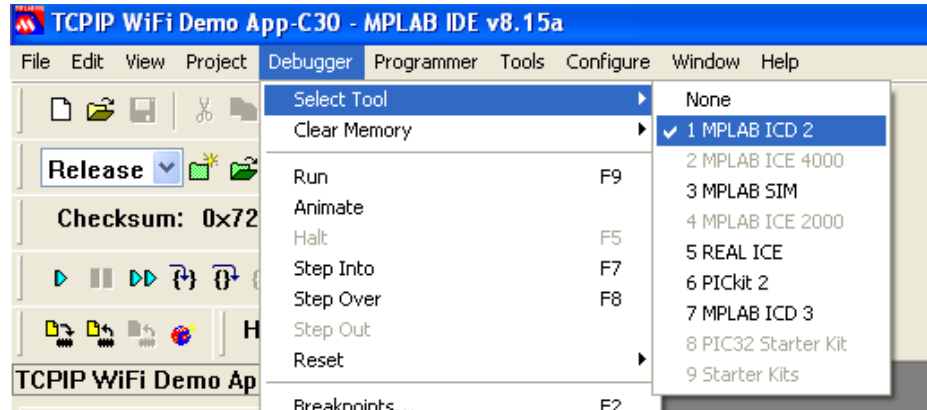 TCPIP WiFi Demo App-C30 - MPLAB IDE v8.15a
File Edit View Project Debugger Programmer Tools Configure Window Help
Select Tool
Clear Memory
Run F9
Animate
Halt F5
Step Into F7
Step Over F8
Step Out
Reset
Breakpoints... F2
None
1 MPLAB ICD 2
2 MPLAB ICE 4000
3 MPLAB SIM
4 MPLAB ICE 2000
5 REAL ICE
6 PICkit 2
7 MPLAB ICD 3
8 PIC32 Starter Kit
9 Starter Kits
Release
Checksum: 0x72
H
TCPIP WiFi Demo Ap